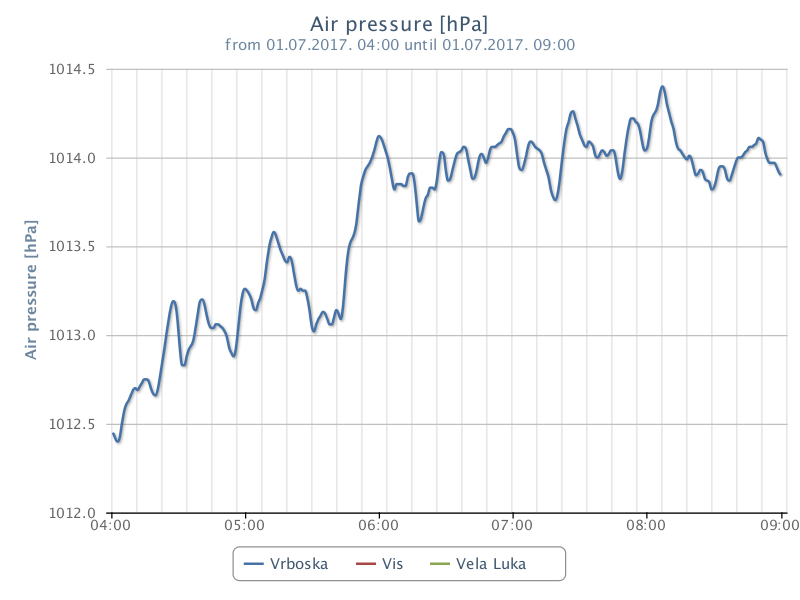 Air pressure [hPa]
from 01.07.2017. 04:00 until 01.07.2017. 09:00
1014.5
1014.0
1013.5
1013.0
1012.5
1012.0
Air pressure [hPa]
04:00 05:00 06:00 07:00 08:00 09:00
Vrboska Vis Vela Luka